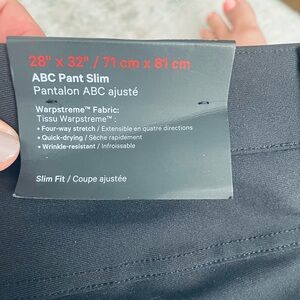 28" x 32" / 71 cm x 81 cm
ABC Pant Slim
Pantalon ABC ajusté
Warpstreme™ Fabric:
Tissu Warpstreme™ :
• Four-way stretch / Extensible en quatre directions
• Quick-drying / Sèche rapidement
• Wrinkle-resistant / Infroissable
Slim Fit / Coupe ajustée